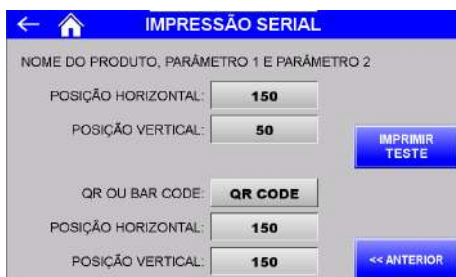 IMPRESSÃO SERIAL
NOME DO PRODUTO, PARÂMETRO 1 E PARÂMETRO 2
POSIÇÃO HORIZONTAL: 150
POSIÇÃO VERTICAL: 50
IMPRIMIR
TESTE
QR OU BAR CODE: QR CODE
POSIÇÃO HORIZONTAL: 150
POSIÇÃO VERTICAL: 150
<< ANTERIOR